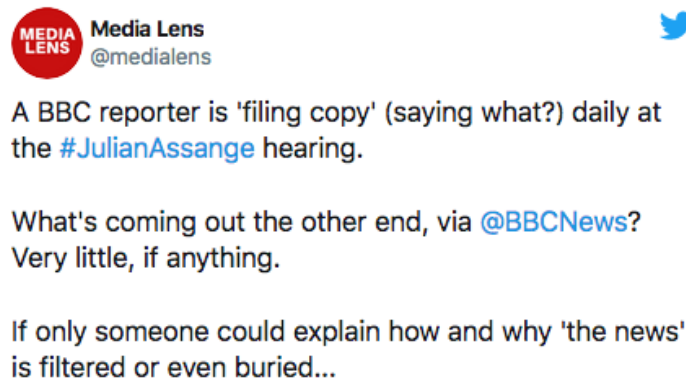 MEDIA
LENS
Media Lens
@medialens
A BBC reporter is 'filing copy' (saying what?) daily at
the #JulianAssange hearing.
What's coming out the other end, via @BBCNews?
Very little, if anything.
If only someone could explain how and why 'the news'
is filtered or even buried...